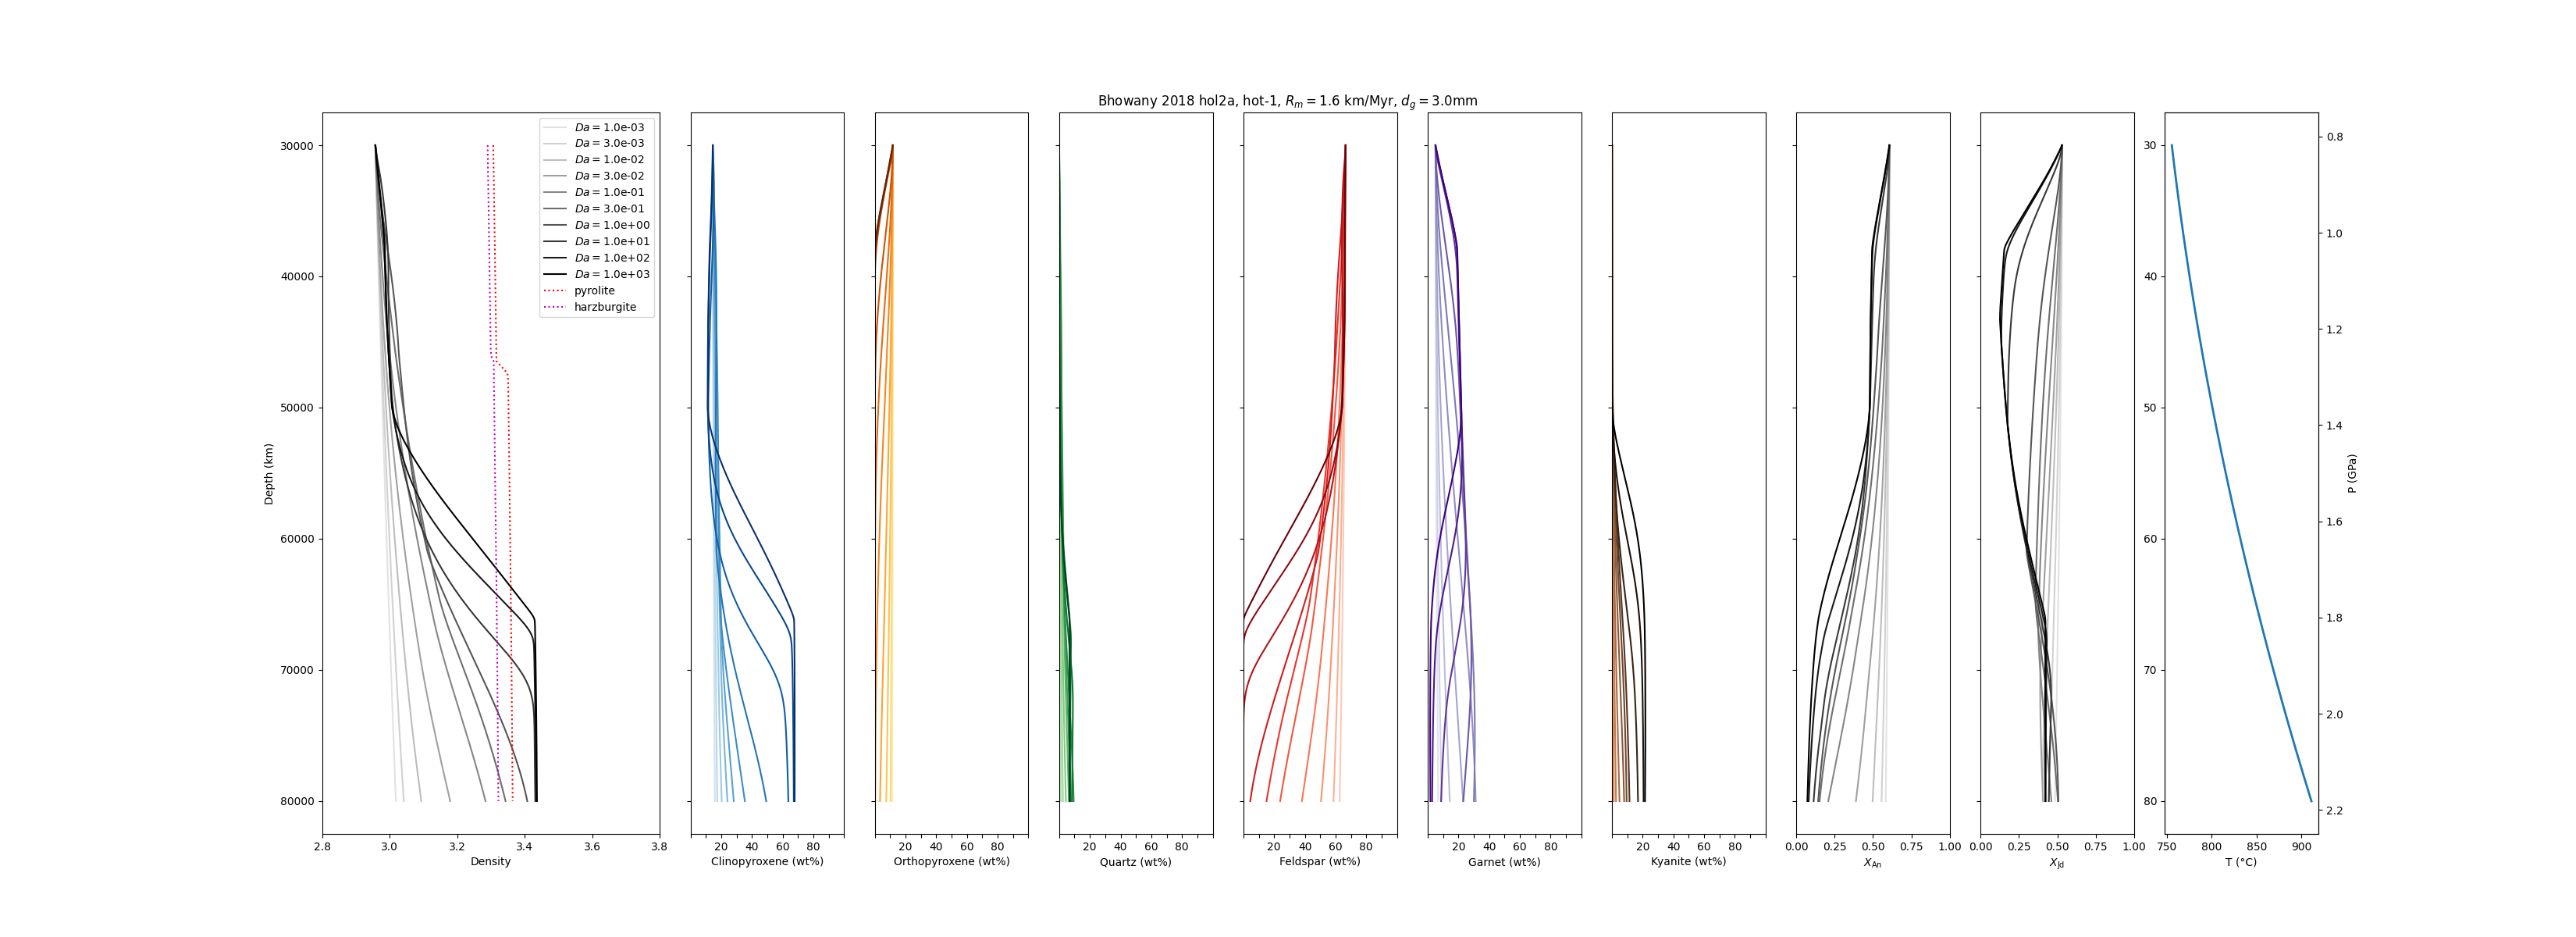 Bhowany 2018 hol2a, hot-1, R_m = 1.6 km/Myr, d_g = 3.0mm
Da = 1.0e-03
Da = 3.0e-03
Da = 1.0e-02
Da = 3.0e-02
Da = 1.0e-01
Da = 3.0e-01
Da = 1.0e+00
Da = 1.0e+01
Da = 1.0e+02
Da = 1.0e+03
pyrolite
harzburgite
Depth (km)
30000
40000
50000
60000
70000
80000
2.8 3.0 3.2 3.4 3.6 3.8
Density
20 40 60 80
Clinopyroxene (wt%)
20 40 60 80
Orthopyroxene (wt%)
20 40 60 80
Quartz (wt%)
20 40 60 80
Feldspar (wt%)
20 40 60 80
Garnet (wt%)
20 40 60 80
Kyanite (wt%)
0.00 0.25 0.50 0.75 1.00
X_An
0.00 0.25 0.50 0.75 1.00
X_Jd
30
40
50
60
70
80
750 800 850 900
T (°C)
0.8
1.0
1.2
1.4
1.6
1.8
2.0
2.2
P (GPa)